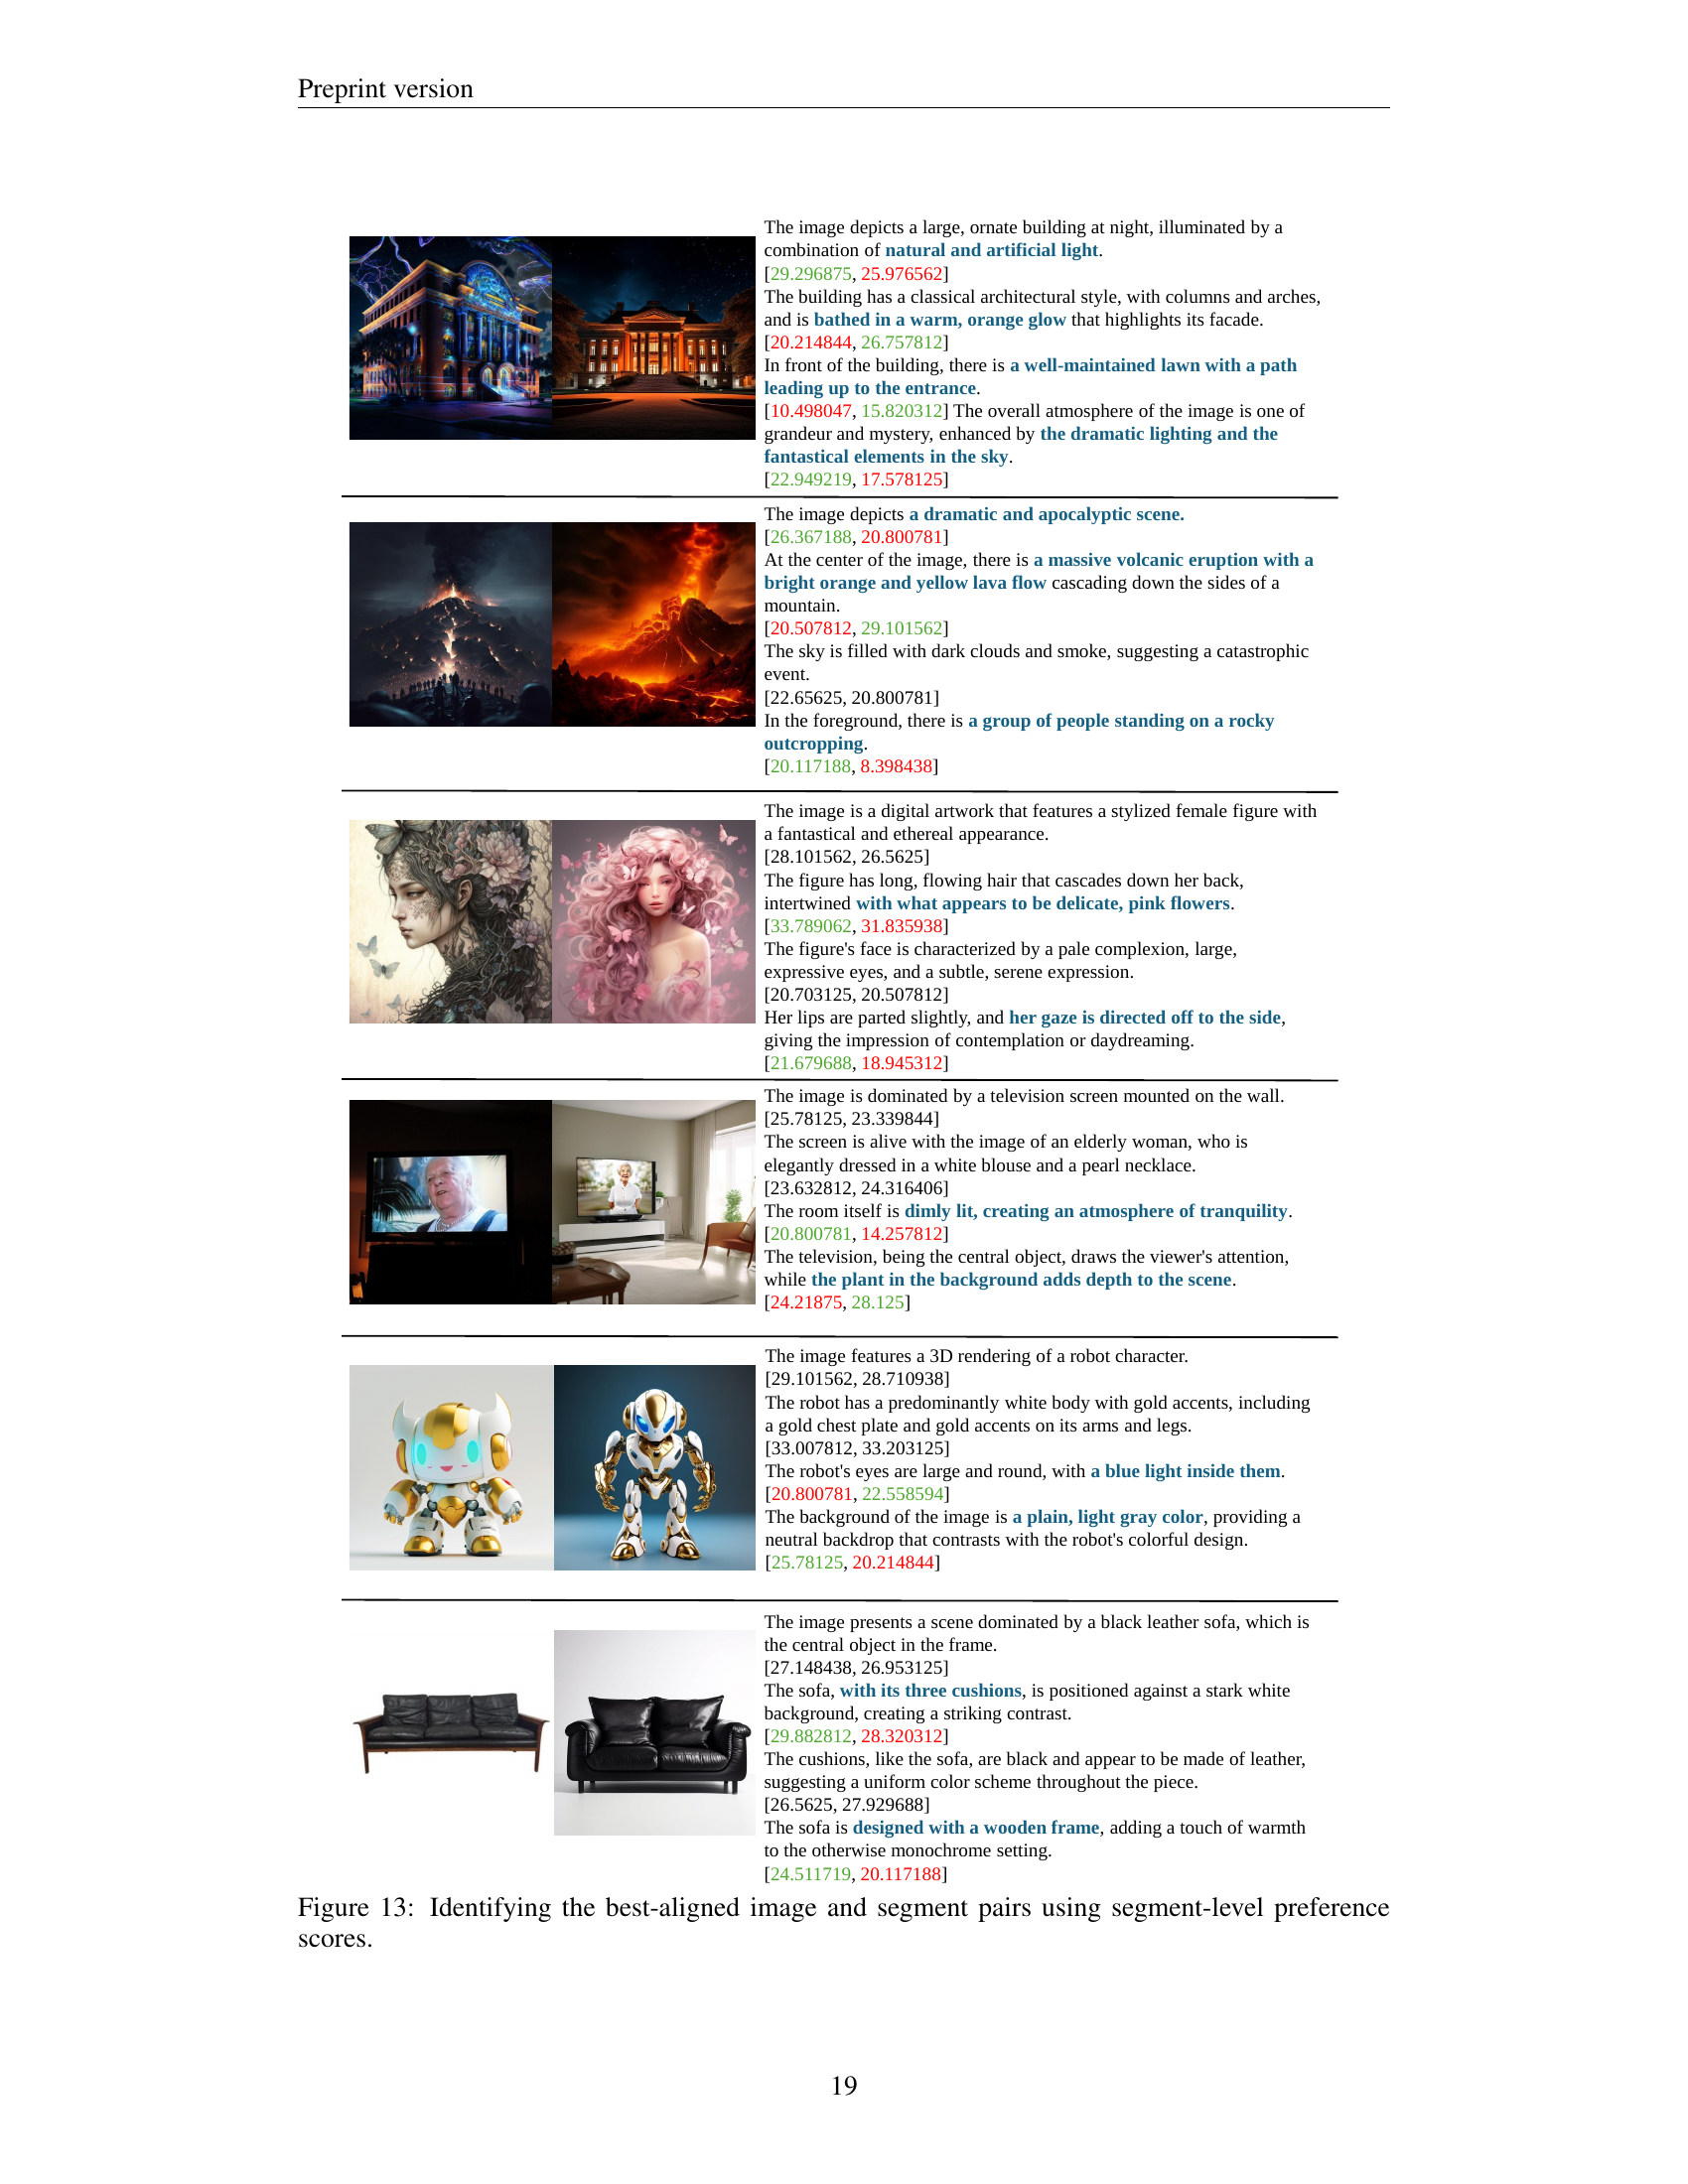 Preprint version
The image depicts a large, ornate building at night, illuminated by a
combination of natural and artificial light.
[29.296875, 25.976562]
The building has a classical architectural style, with columns and arches,
and is bathed in a warm, orange glow that highlights its facade.
[20.214844, 26.757812]
In front of the building, there is a well-maintained lawn with a path
leading up to the entrance.
[10.498047, 15.820312] The overall atmosphere of the image is one of
grandeur and mystery, enhanced by the dramatic lighting and the
fantastical elements in the sky.
[22.949219, 17.578125]
The image depicts a dramatic and apocalyptic scene.
[26.367188, 20.800781]
At the center of the image, there is a massive volcanic eruption with a
bright orange and yellow lava flow cascading down the sides of a
mountain.
[20.507812, 29.101562]
The sky is filled with dark clouds and smoke, suggesting a catastrophic
event.
[22.65625, 20.800781]
In the foreground, there is a group of people standing on a rocky
outcropping.
[20.117188, 8.398438]
The image is a digital artwork that features a stylized female figure with
a fantastical and ethereal appearance.
[28.101562, 26.5625]
The figure has long, flowing hair that cascades down her back,
intertwined with what appears to be delicate, pink flowers.
[33.789062, 31.835938]
The figure's face is characterized by a pale complexion, large,
expressive eyes, and a subtle, serene expression.
[20.703125, 20.507812]
Her lips are parted slightly, and her gaze is directed off to the side,
giving the impression of contemplation or daydreaming.
[21.679688, 18.945312]
The image is dominated by a television screen mounted on the wall.
[25.78125, 23.339844]
The screen is alive with the image of an elderly woman, who is
elegantly dressed in a white blouse and a pearl necklace.
[23.632812, 24.316406]
The room itself is dimly lit, creating an atmosphere of tranquility.
[20.800781, 14.257812]
The television, being the central object, draws the viewer's attention,
while the plant in the background adds depth to the scene.
[24.21875, 28.125]
The image features a 3D rendering of a robot character.
[29.101562, 28.710938]
The robot has a predominantly white body with gold accents, including
a gold chest plate and gold accents on its arms and legs.
[33.007812, 33.203125]
The robot's eyes are large and round, with a blue light inside them.
[20.800781, 22.558594]
The background of the image is a plain, light gray color, providing a
neutral backdrop that contrasts with the robot's colorful design.
[25.78125, 20.214844]
The image presents a scene dominated by a black leather sofa, which is
the central object in the frame.
[27.148438, 26.953125]
The sofa, with its three cushions, is positioned against a stark white
background, creating a striking contrast.
[29.882812, 28.320312]
The cushions, like the sofa, are black and appear to be made of leather,
suggesting a uniform color scheme throughout the piece.
[26.5625, 27.929688]
The sofa is designed with a wooden frame, adding a touch of warmth
to the otherwise monochrome setting.
[24.511719, 20.117188]
Figure 13: Identifying the best-aligned image and segment pairs using segment-level preference
scores.
19